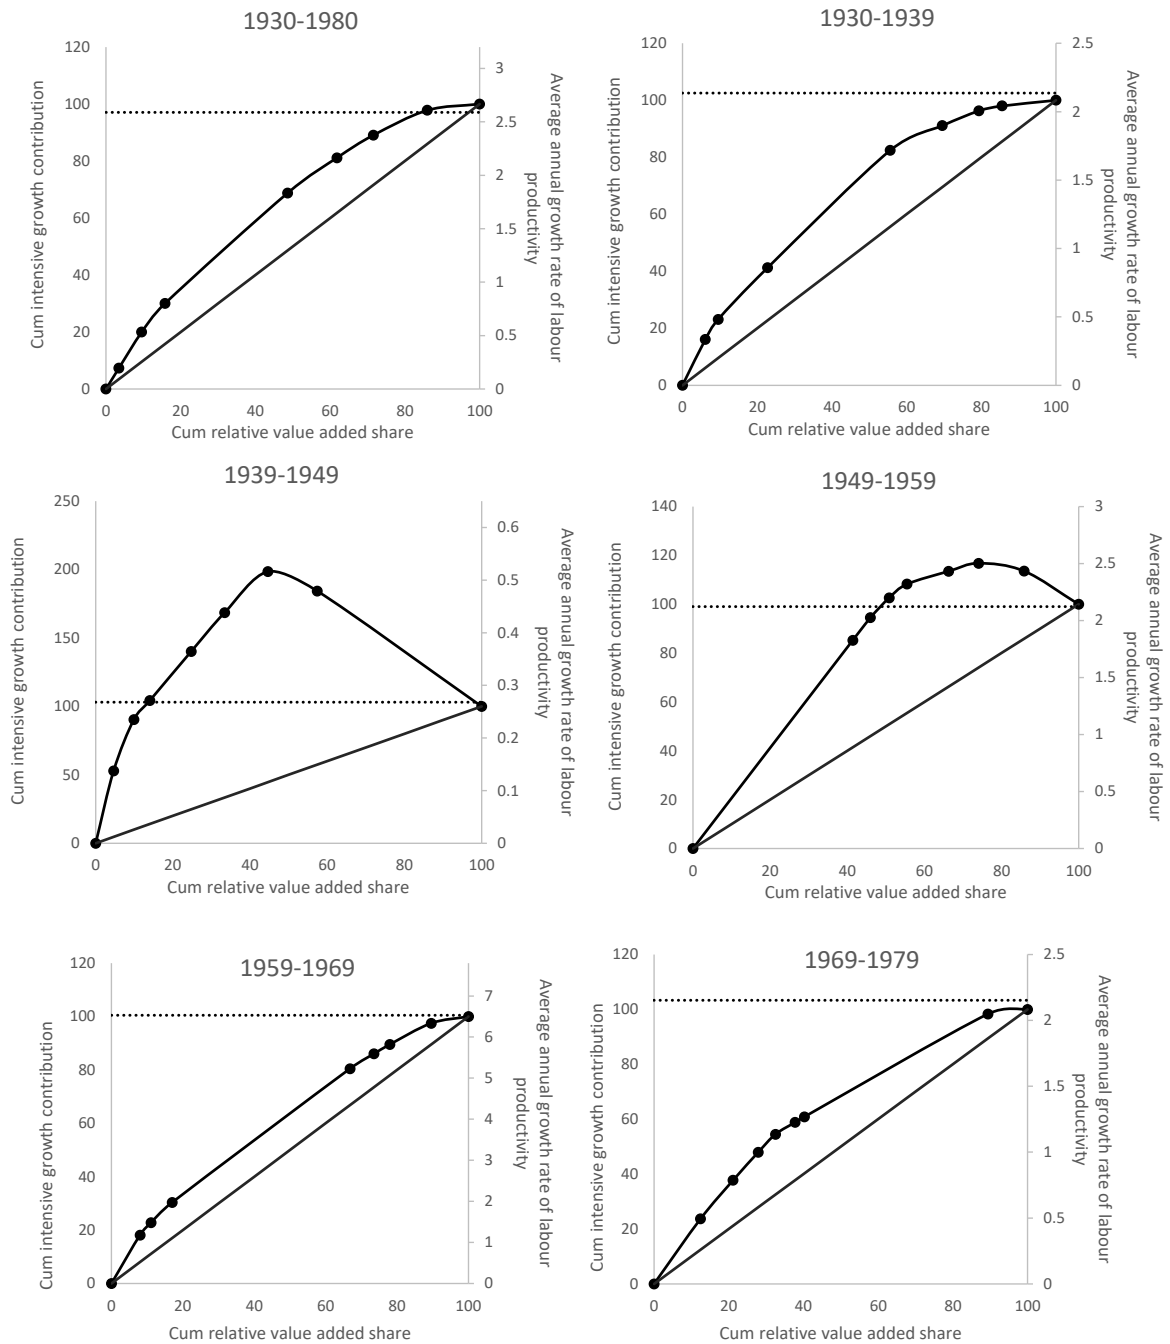 1930-1980
Cum intensive growth contribution
120
100
80
60
40
20
0
3
2.5
2
1.5
1
0.5
0
Average annual growth rate of labour
productivity
0 20 40 60 80 100
Cum relative value added share
1930-1939
Cum intensive growth contribution
120
100
80
60
40
20
0
2.5
2
1.5
1
0.5
0
Average annual growth rate of labour
productivity
0 20 40 60 80 100
Cum relative value added share
1939-1949
Cum intensive growth contribution
250
200
150
100
50
0
0.6
0.5
0.4
0.3
0.2
0.1
0
Average annual growth rate of labour
productivity
0 20 40 60 80 100
Cum relative value added share
1949-1959
Cum intensive growth contribution
140
120
100
80
60
40
20
0
3
2.5
2
1.5
1
0.5
0
Average annual growth rate of labour
productivity
0 20 40 60 80 100
Cum relative value added share
1959-1969
Cum intensive growth contribution
120
100
80
60
40
20
0
7
6
5
4
3
2
1
0
Average annual growth rate of labour
productivity
0 20 40 60 80 100
Cum relative value added share
1969-1979
Cum intensive growth contribution
120
100
80
60
40
20
0
2.5
2
1.5
1
0.5
0
Average annual growth rate of labour
productivity
0 20 40 60 80 100
Cum relative value added share